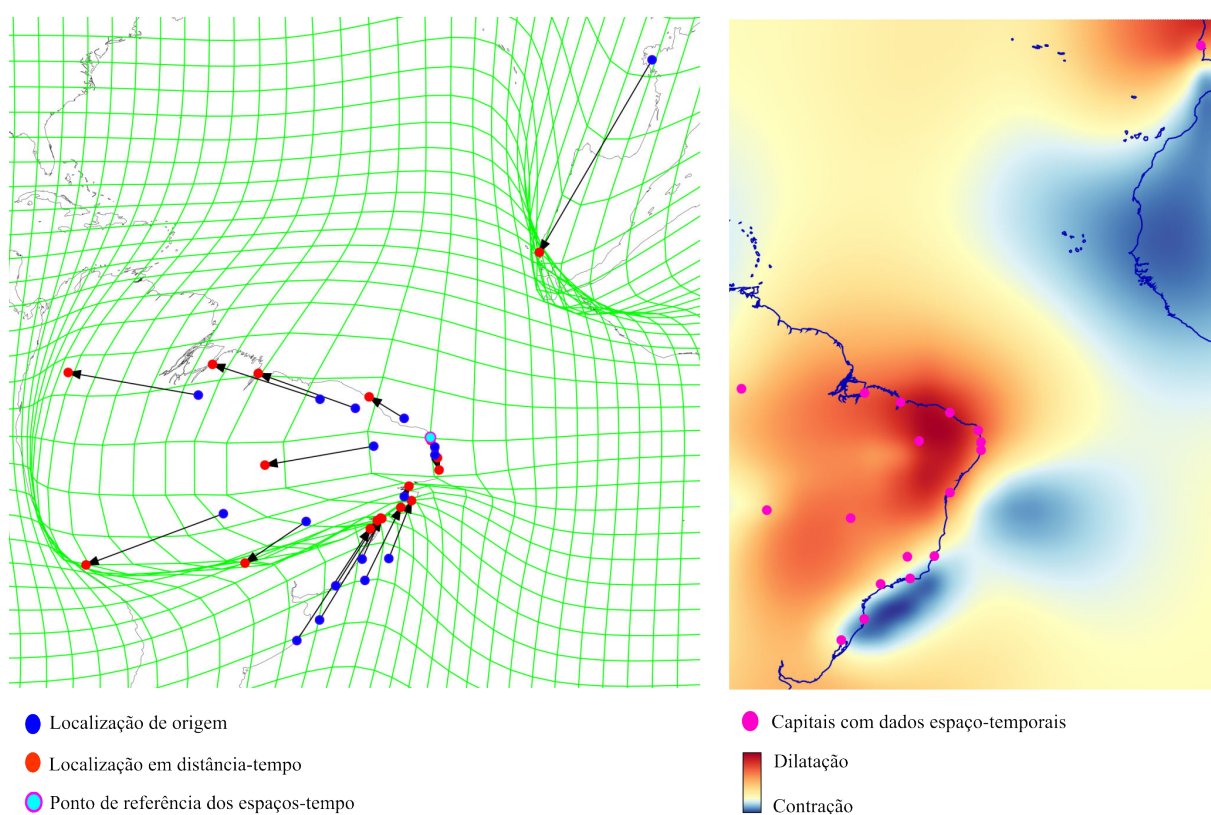 Localização de origem
Localização em distância-tempo
Ponto de referência dos espaços-tempo
Capitais com dados espaço-temporais
Dilatação
Contração